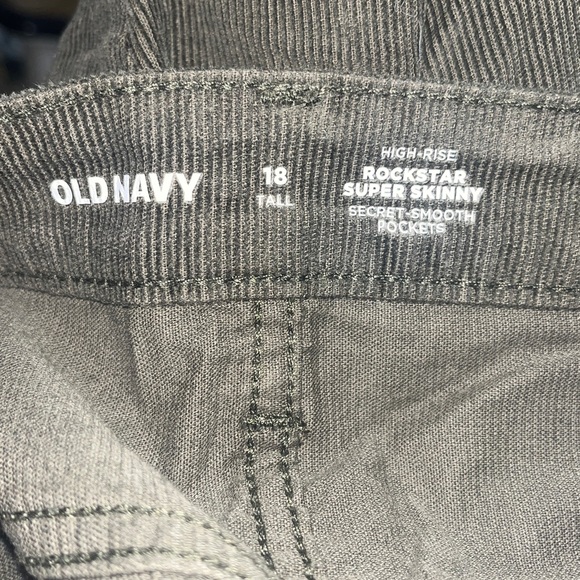 OLD NAVY
18
TALL
HIGH-RISE
ROCKSTAR
SUPER SKINNY
SECRET-SMOOTH
POCKETS